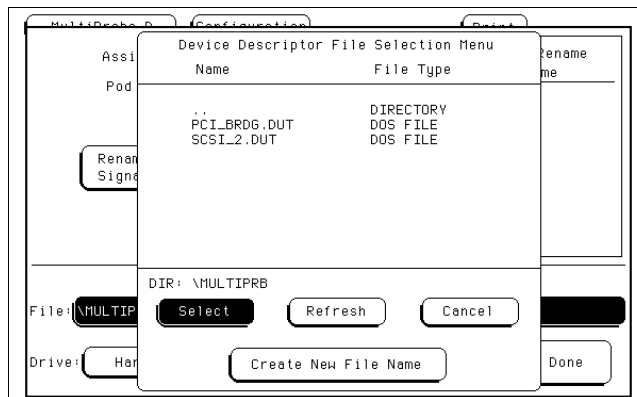 MultiProbe D Configuration Print
Device Descriptor File Selection Menu
Name File Type
.. DIRECTORY
PCI_BRDG.DUT DOS FILE
SCSI_2.DUT DOS FILE
DIR: \MULTIPRB
Select Refresh Cancel
Create New File Name
Assi
Pod
Rename
me
Renam
Signa
File: \MULTIP
Drive: Har
Done